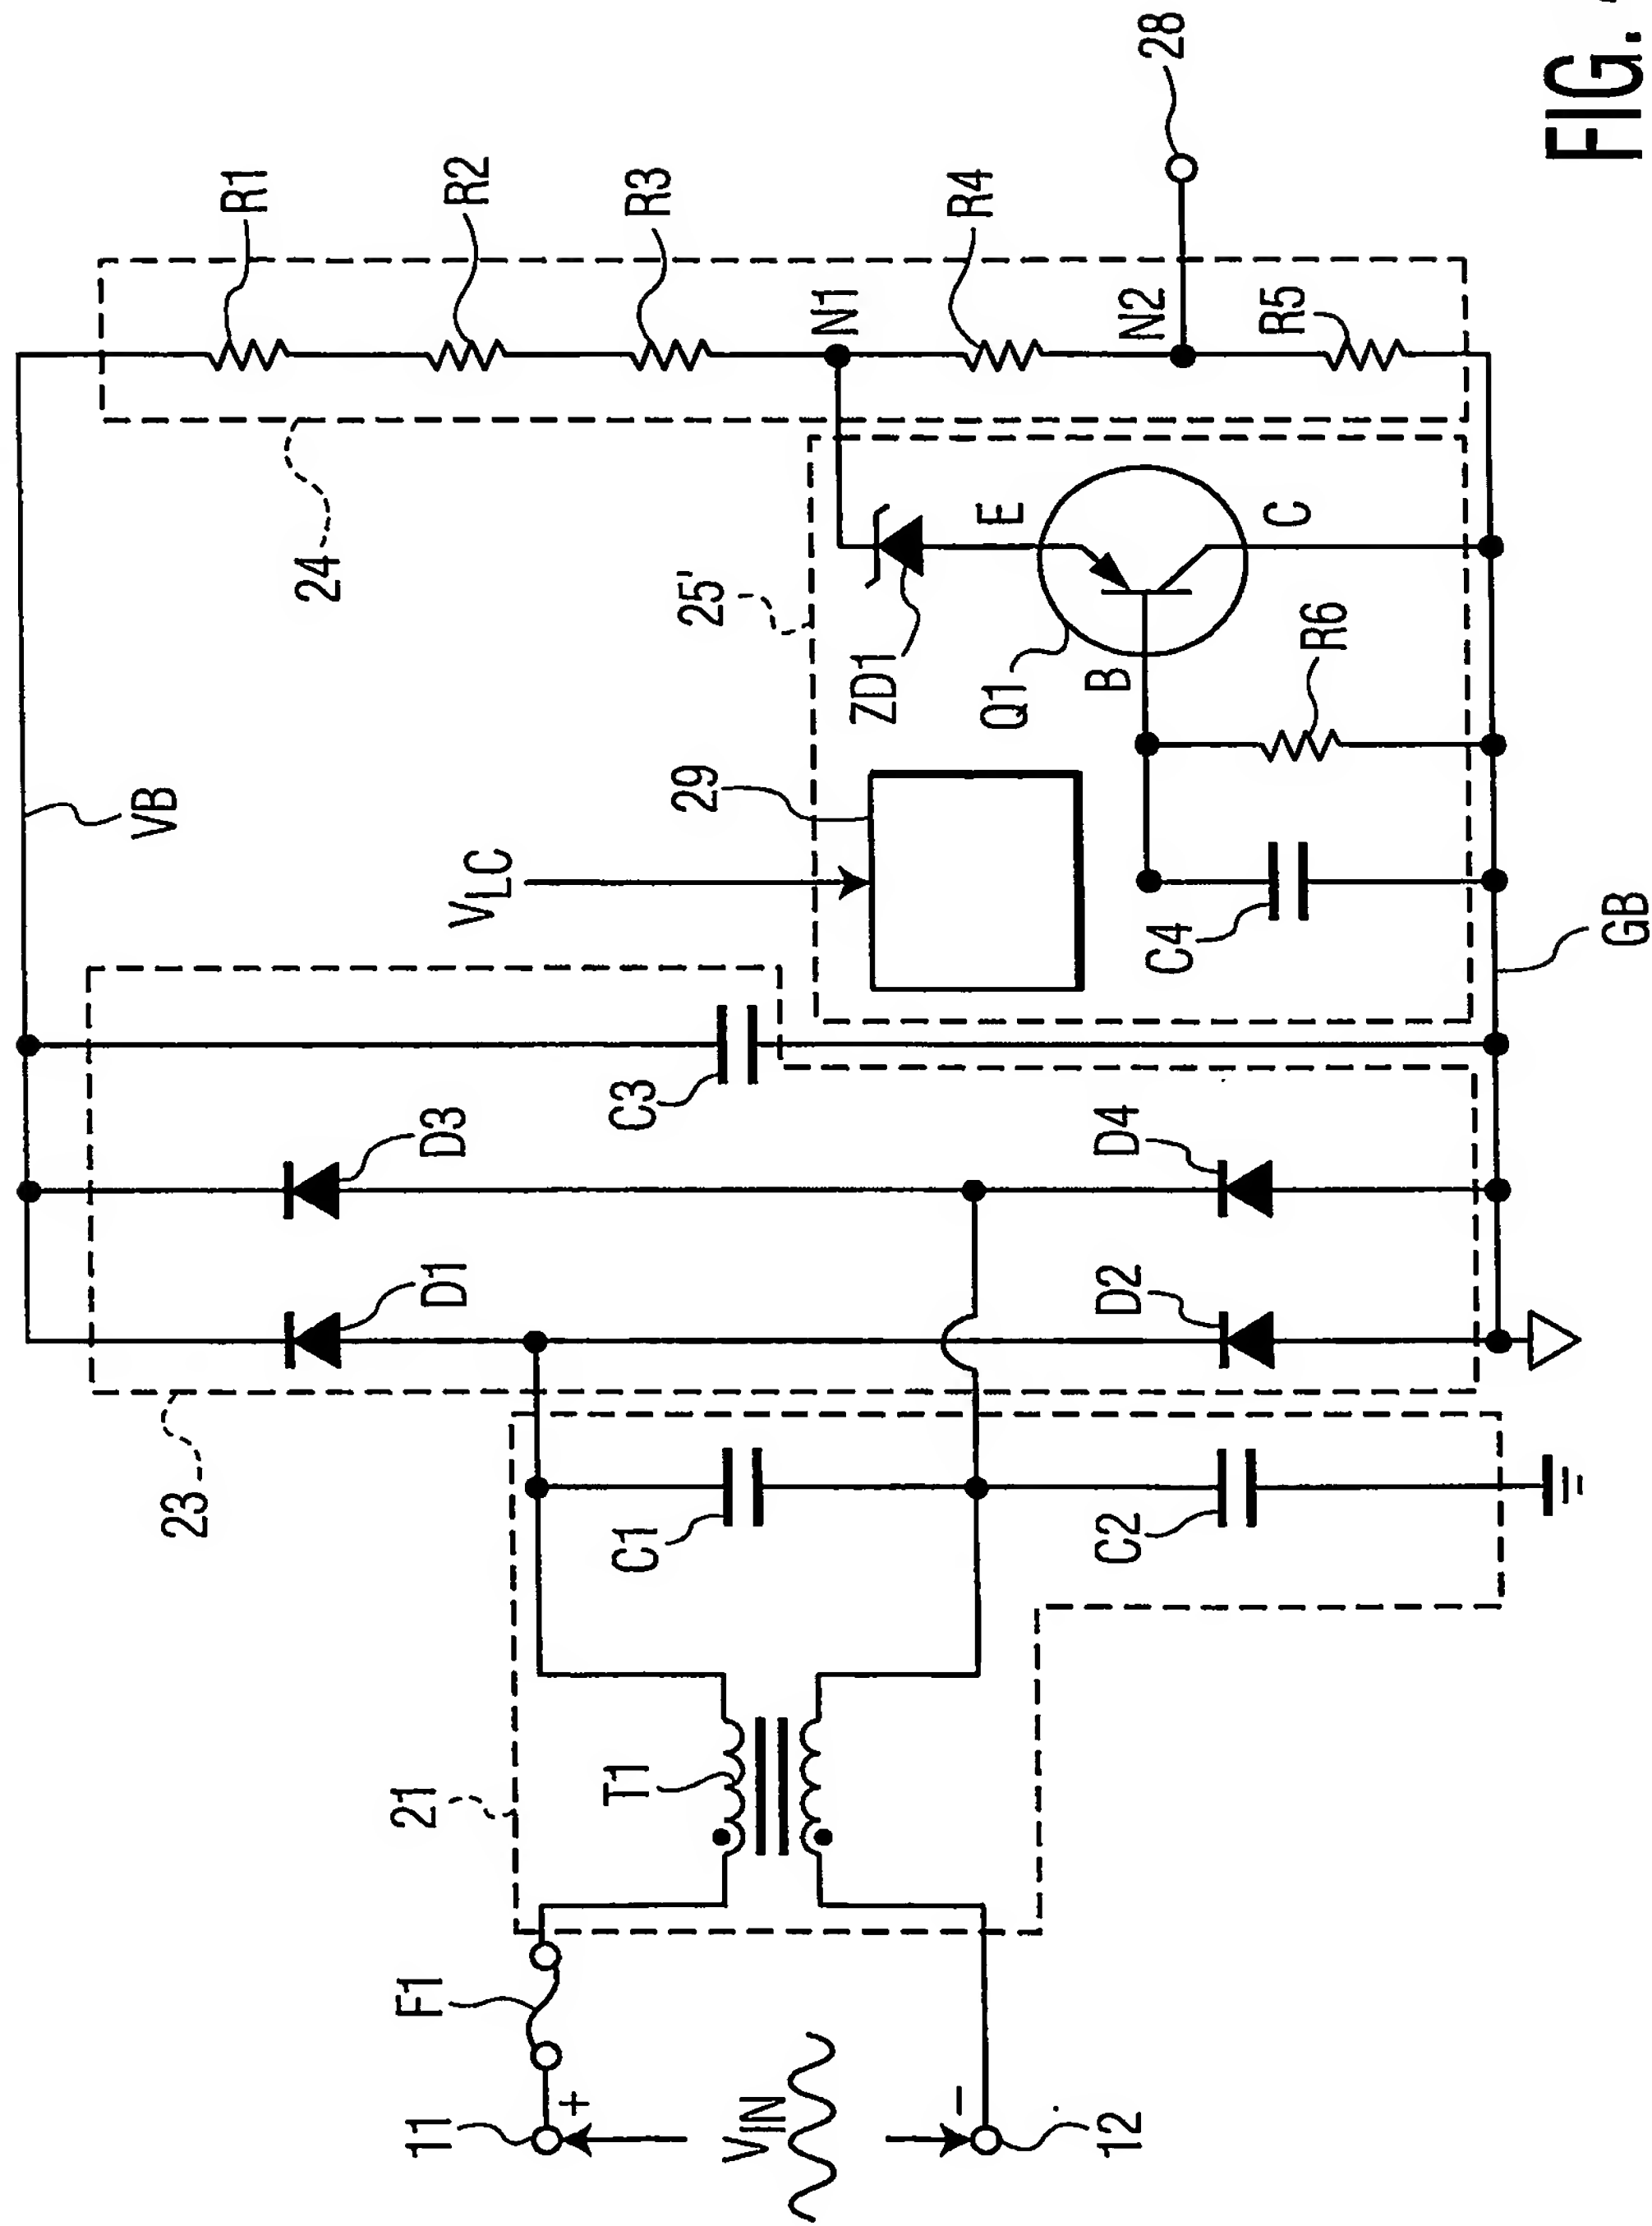 VB
R1
24
R2
23
D1
D3
R3
11
F1
21
VLC
29
25'
N1
T1
C1
C3
ZD1
E
R4
VIN
Q1
B
N2
28
+
−
12
C2
D2
D4
C4
R6
C
R5
GB
FIG.